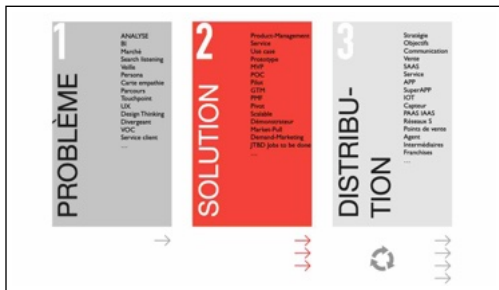 1
PROBLÈME
ANALYSE
BI
Marché
Search listening
Veille
Persona
Carte empathie
Parcours
Touchpoint
UX
Design Thinking
Divergeant
VOC
Service client
...
2
SOLUTION
Product-Management
Service
Use case
Prototype
MVP
POC
Pilot
GTM
PMF
Pivot
Scalable
Démonstrateur
Market-Pull
Demand-Marketing
JTBD jobs to be done
...
3
DISTRIBU-
TION
Stratégie
Objectifs
Communication
Vente
SAAS
Service
APP
SuperAPP
IOT
Capteur
PAAS IAAS
Réseaux S
Points de vente
Agent
Intermédiaires
Franchises
...